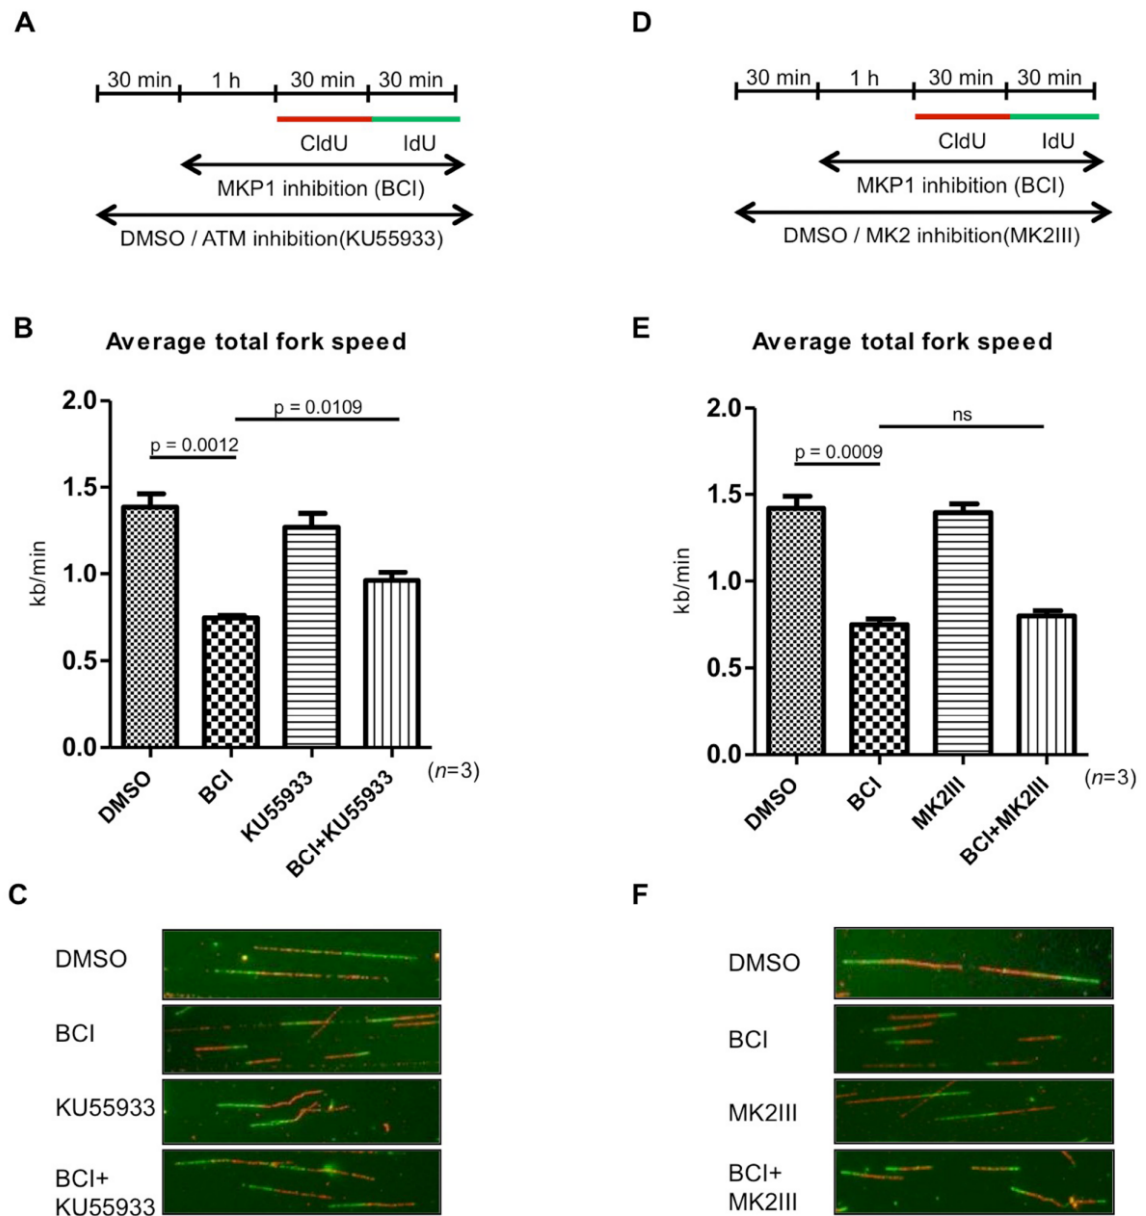 A
30 min 1 h 30 min 30 min
CldU IdU
MKP1 inhibition (BCI)
DMSO / ATM inhibition(KU55933)
D
30 min 1 h 30 min 30 min
CldU IdU
MKP1 inhibition (BCI)
DMSO / MK2 inhibition(MK2III)
B
Average total fork speed
p = 0.0109
p = 0.0012
kb/min
2.0
1.5
1.0
0.5
0.0
DMSO
BCI
KU55933
BCI+KU55933
(n=3)
E
Average total fork speed
ns
p = 0.0009
kb/min
2.0
1.5
1.0
0.5
0.0
DMSO
BCI
MK2III
BCI+MK2III
(n=3)
C
DMSO
BCI
KU55933
BCI+
KU55933
F
DMSO
BCI
MK2III
BCI+
MK2III